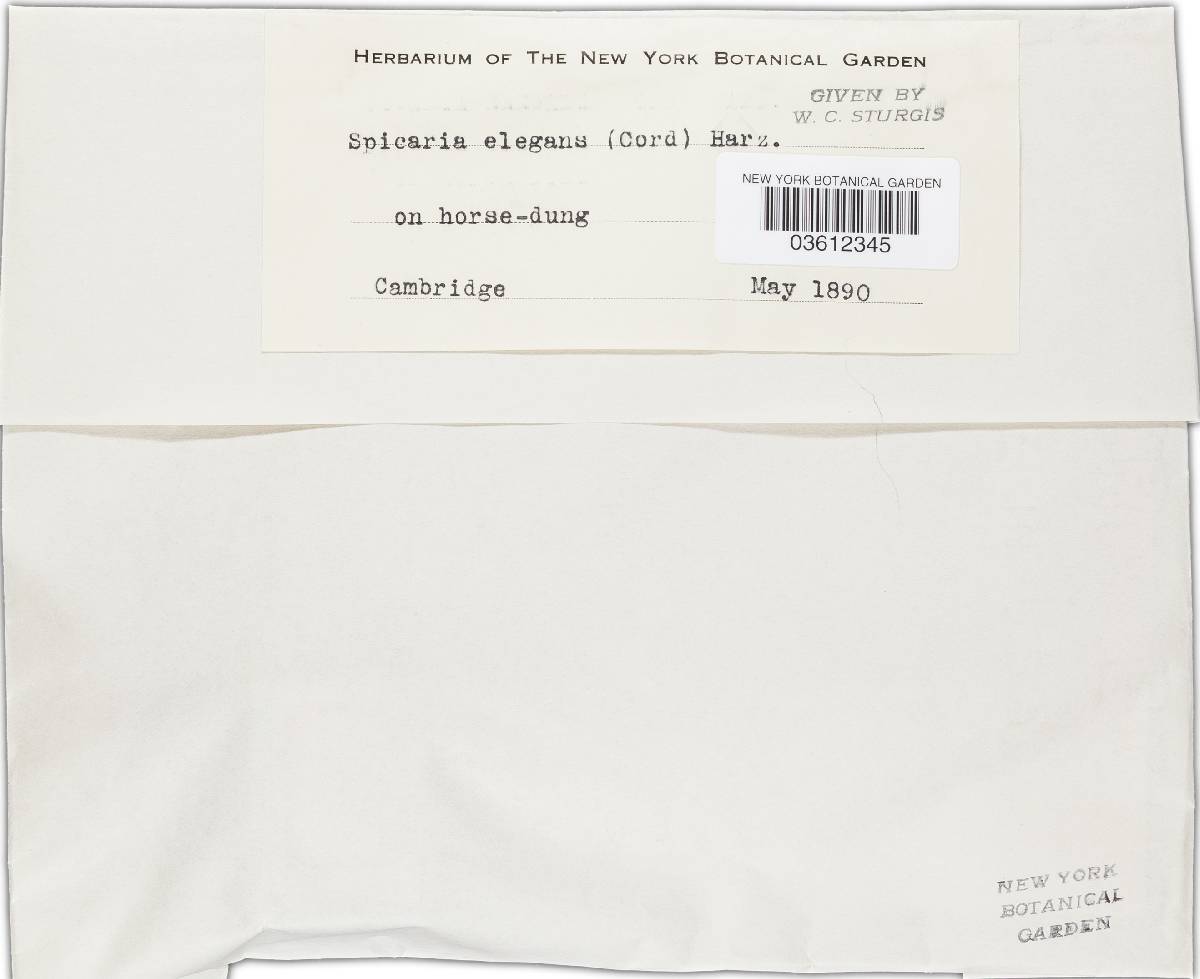 HERBARIUM OF THE NEW YORK BOTANICAL GARDEN
GIVEN BY
W. C. STURGIS
Spicaria elegans (Cord) Harz.
NEW YORK BOTANICAL GARDEN
03612345
on horse-dung
Cambridge May 1890
NEW YORK
BOTANICAL
GARDEN